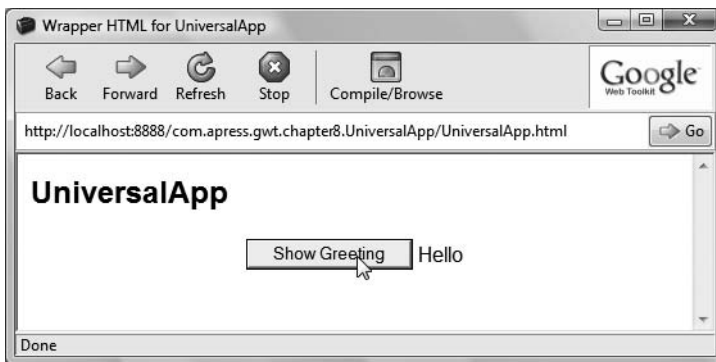 Wrapper HTML for UniversalApp
Back Forward Refresh Stop Compile/Browse
Google
Web Toolkit
http://localhost:8888/com.apress.gwt.chapter8.UniversalApp/UniversalApp.html Go
UniversalApp
Show Greeting Hello
Done